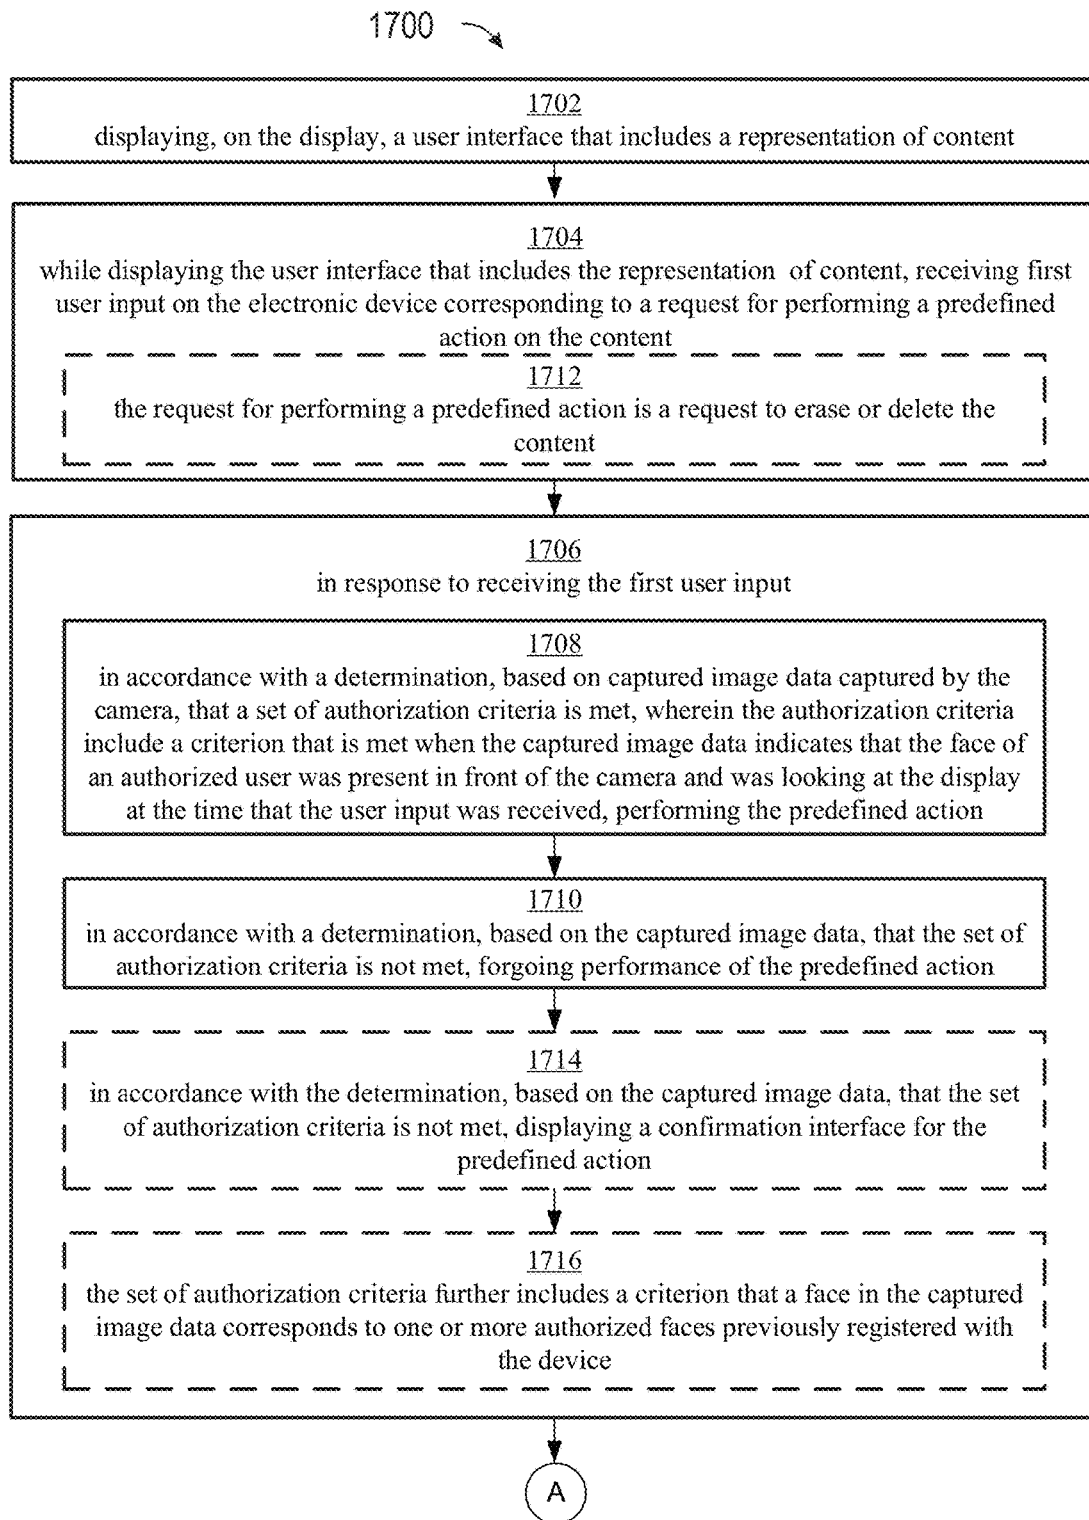 1700
1702
displaying, on the display, a user interface that includes a representation of content
1704
while displaying the user interface that includes the representation of content, receiving first
user input on the electronic device corresponding to a request for performing a predefined
action on the content
1712
the request for performing a predefined action is a request to erase or delete the
content
1706
in response to receiving the first user input
1708
in accordance with a determination, based on captured image data captured by the
camera, that a set of authorization criteria is met, wherein the authorization criteria
include a criterion that is met when the captured image data indicates that the face of
an authorized user was present in front of the camera and was looking at the display
at the time that the user input was received, performing the predefined action
1710
in accordance with a determination, based on the captured image data, that the set of
authorization criteria is not met, forgoing performance of the predefined action
1714
in accordance with the determination, based on the captured image data, that the set
of authorization criteria is not met, displaying a confirmation interface for the
predefined action
1716
the set of authorization criteria further includes a criterion that a face in the captured
image data corresponds to one or more authorized faces previously registered with
the device
A